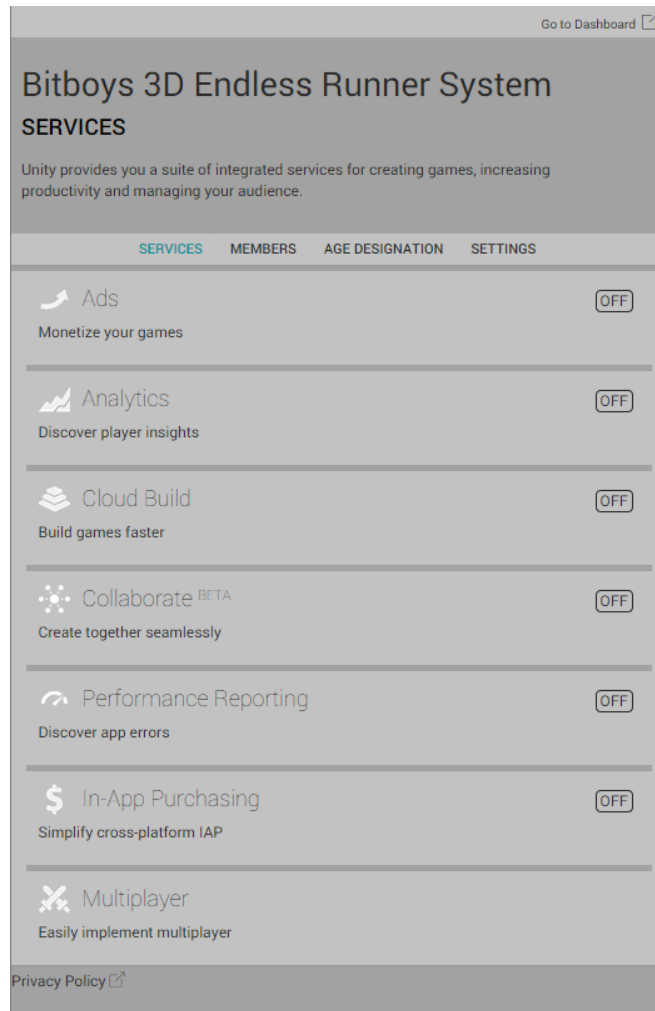 Go to Dashboard
Bitboys 3D Endless Runner System
SERVICES
Unity provides you a suite of integrated services for creating games, increasing
productivity and managing your audience.
SERVICES MEMBERS AGE DESIGNATION SETTINGS
Ads OFF
Monetize your games
Analytics OFF
Discover player insights
Cloud Build OFF
Build games faster
Collaborate BETA OFF
Create together seamlessly
Performance Reporting OFF
Discover app errors
In-App Purchasing OFF
Simplify cross-platform IAP
Multiplayer
Easily implement multiplayer
Privacy Policy